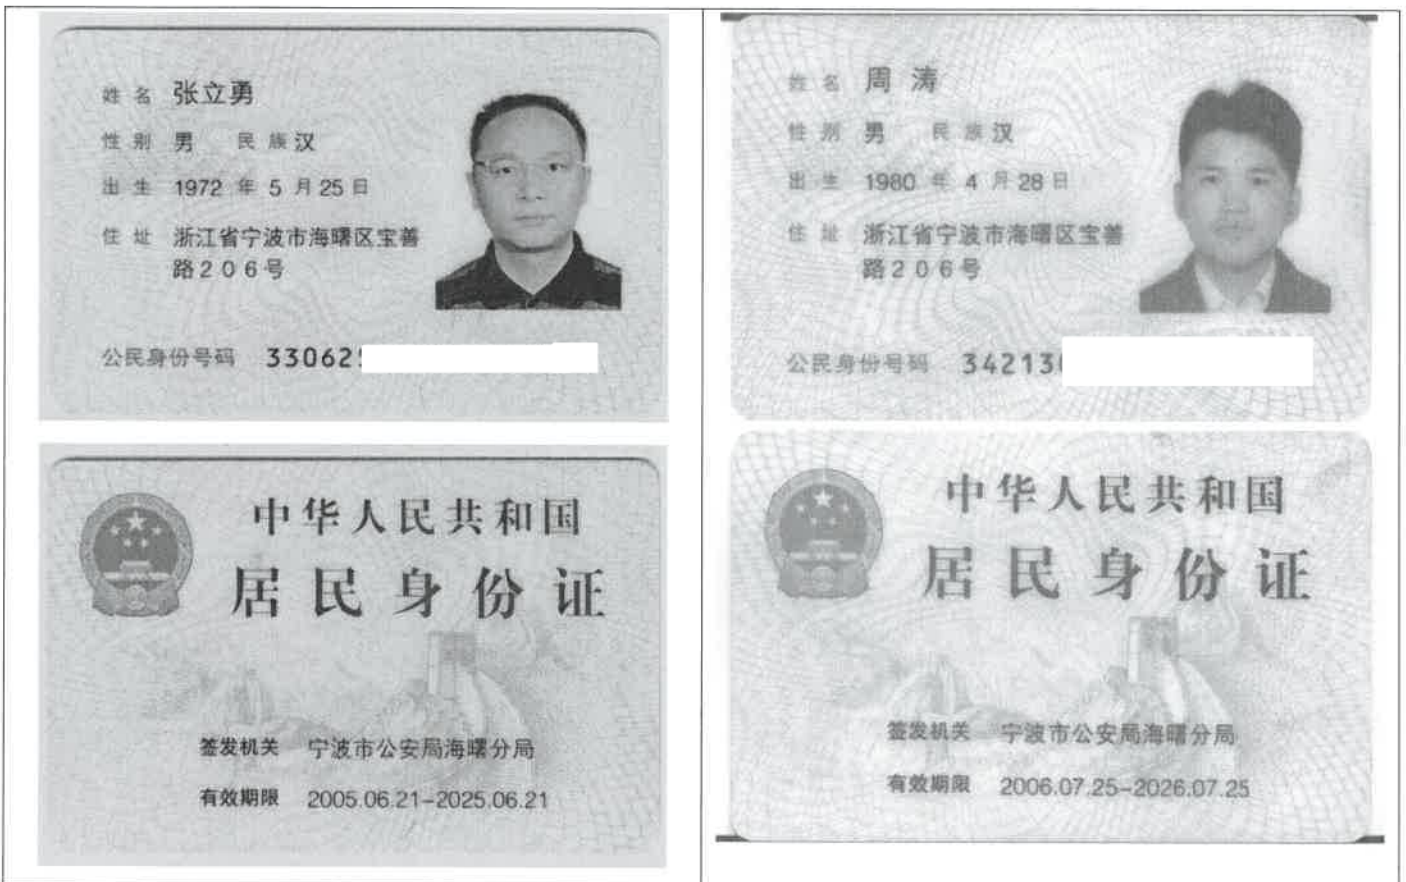 姓名 张立勇
性别 男 民族 汉
出生 1972 年 5 月 25 日
住址 浙江省宁波市海曙区宝善
路206号
公民身份号码 33062
中华人民共和国
居民身份证
签发机关 宁波市公安局海曙分局
有效期限 2005.06.21-2025.06.21
姓名 周涛
性别 男 民族 汉
出生 1980 年 4 月 28 日
住址 浙江省宁波市海曙区宝善
路206号
公民身份号码 34213
中华人民共和国
居民身份证
签发机关 宁波市公安局海曙分局
有效期限 2006.07.25-2026.07.25